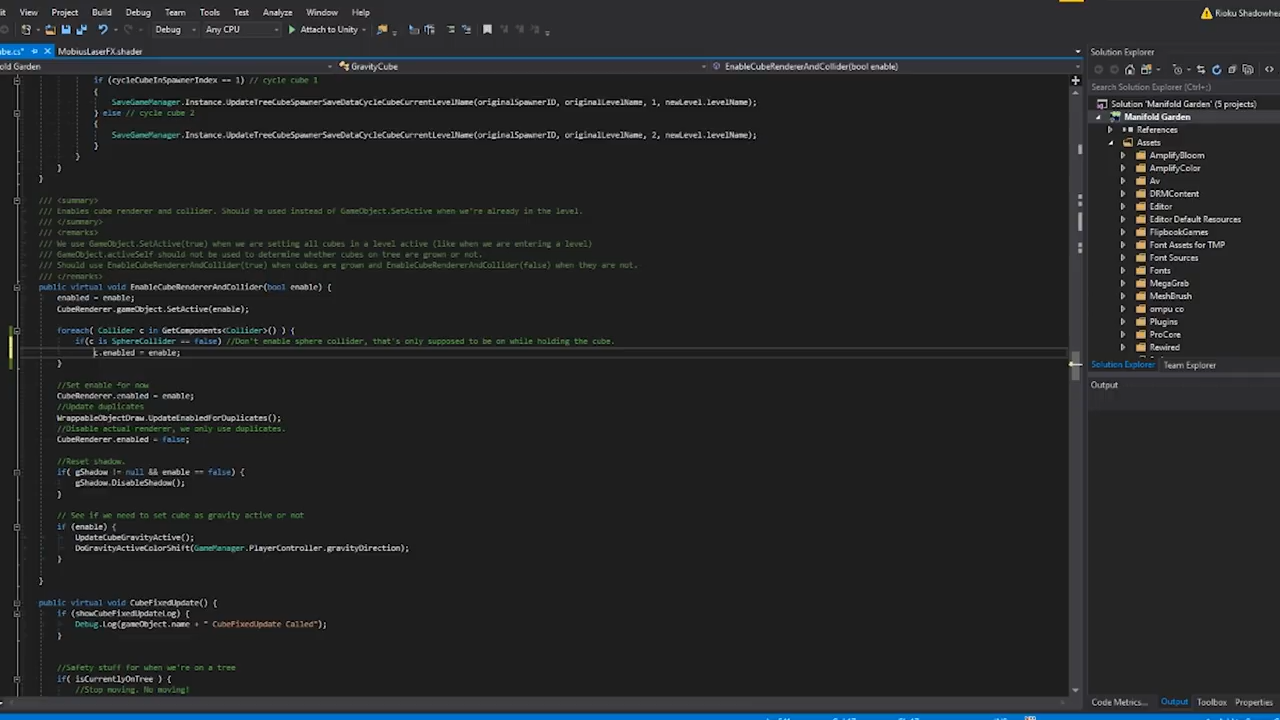 View Project Build Debug Team Tools Test Analyze Window Help
Rioku Shadowhea
Debug Any CPU Attach to Unity
ube.cs* MobiusLaserFX.shader
old Garden GravityCube EnableCubeRendererAndCollider(bool enable)
if (cycleCubeInSpawnerIndex == 1) // cycle cube 1
{
SaveGameManager.Instance.UpdateTreeCubeSpawnerSaveDataCycleCubeCurrentLevelName(originalSpawnerID, originalLevelName, 1, newLevel.levelName);
} else // cycle cube 2
{
SaveGameManager.Instance.UpdateTreeCubeSpawnerSaveDataCycleCubeCurrentLevelName(originalSpawnerID, originalLevelName, 2, newLevel.levelName);
}
}
}
}
/// <summary>
/// Enables cube renderer and collider. Should be used instead of GameObject.SetActive when we're already in the level.
/// </summary>
/// <remarks>
/// We use GameObject.SetActive(true) when we are setting all cubes in a level active (like when we are entering a level)
/// GameObject.activeSelf should not be used to determine whether cubes on tree are grown or not.
/// Should use EnableCubeRendererAndCollider(true) when cubes are grown and EnableCubeRendererAndCollider(false) when they are not.
/// </remarks>
public virtual void EnableCubeRendererAndCollider(bool enable) {
enabled = enable;
CubeRenderer.gameObject.SetActive(enable);
foreach( Collider c in GetComponents<Collider>() ) {
if(c is SphereCollider == false) //Don't enable sphere collider, that's only supposed to be on while holding the cube.
c.enabled = enable;
}
//Set enable for now
CubeRenderer.enabled = enable;
//Update duplicates
WrappableObjectDraw.UpdateEnabledForDuplicates();
//Disable actual renderer, we only use duplicates.
CubeRenderer.enabled = false;
//Reset shadow.
if( gShadow != null && enable == false) {
gShadow.DisableShadow();
}
// See if we need to set cube as gravity active or not
if (enable) {
UpdateCubeGravityActive();
DoGravityActiveColorShift(GameManager.PlayerController.gravityDirection);
}
}
public virtual void CubeFixedUpdate() {
if (showCubeFixedUpdateLog) {
Debug.Log(gameObject.name + " CubeFixedUpdate Called");
}
//Safety stuff for when we're on a tree
if( isCurrentlyOnTree ) {
//Stop moving. No moving!
Solution Explorer
Search Solution Explorer (Ctrl+;)
Solution 'Manifold Garden' (5 projects)
Manifold Garden
References
Assets
AmplifyBloom
AmplifyColor
Av
DRMContent
Editor
Editor Default Resources
FlipbookGames
Font Assets for TMP
Font Sources
Fonts
MegaGrab
MeshBrush
ompu co
Plugins
ProCore
Rewired
Solution Explorer Team Explorer
Output
Code Metrics... Output Toolbox Properties